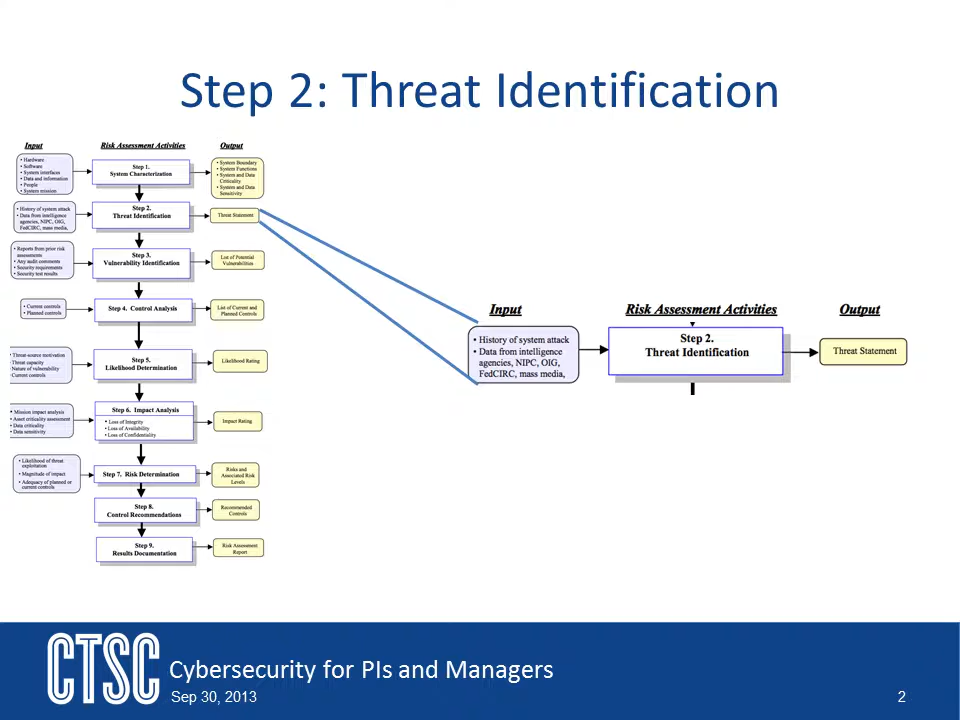 Step 2: Threat Identification
Input
Risk Assessment Activities
Output
• Hardware
• Software
• System interfaces
• Data and information
• People
• System mission
Step 1.
System Characterization
• System Boundary
• System Functions
• System and Data
Criticality
• System and Data
Sensitivity
• History of system attack
• Data from intelligence
agencies, NIPC, OIG,
FedCIRC, mass media,
Step 2.
Threat Identification
Threat Statement
• Reports from prior risk
assessments
• Any audit comments
• Security requirements
• Security test results
Step 3.
Vulnerability Identification
List of Potential
Vulnerabilities
• Current controls
• Planned controls
Step 4. Control Analysis
List of Current and
Planned Controls
• Threat-source motivation
• Threat capacity
• Nature of vulnerability
• Current controls
Step 5.
Likelihood Determination
Likelihood Rating
• Mission impact analysis
• Asset criticality assessment
• Data criticality
• Data sensitivity
Step 6. Impact Analysis
• Loss of Integrity
• Loss of Availability
• Loss of Confidentiality
Impact Rating
• Likelihood of threat
exploitation
• Magnitude of impact
• Adequacy of planned or
current controls
Step 7. Risk Determination
Risks and
Associated Risk
Levels
Step 8.
Control Recommendations
Recommended
Controls
Step 9.
Results Documentation
Risk Assessment
Report
Input
Risk Assessment Activities
Output
• History of system attack
• Data from intelligence
agencies, NIPC, OIG,
FedCIRC, mass media,
Step 2.
Threat Identification
Threat Statement
CTSC
Cybersecurity for PIs and Managers
Sep 30, 2013
2